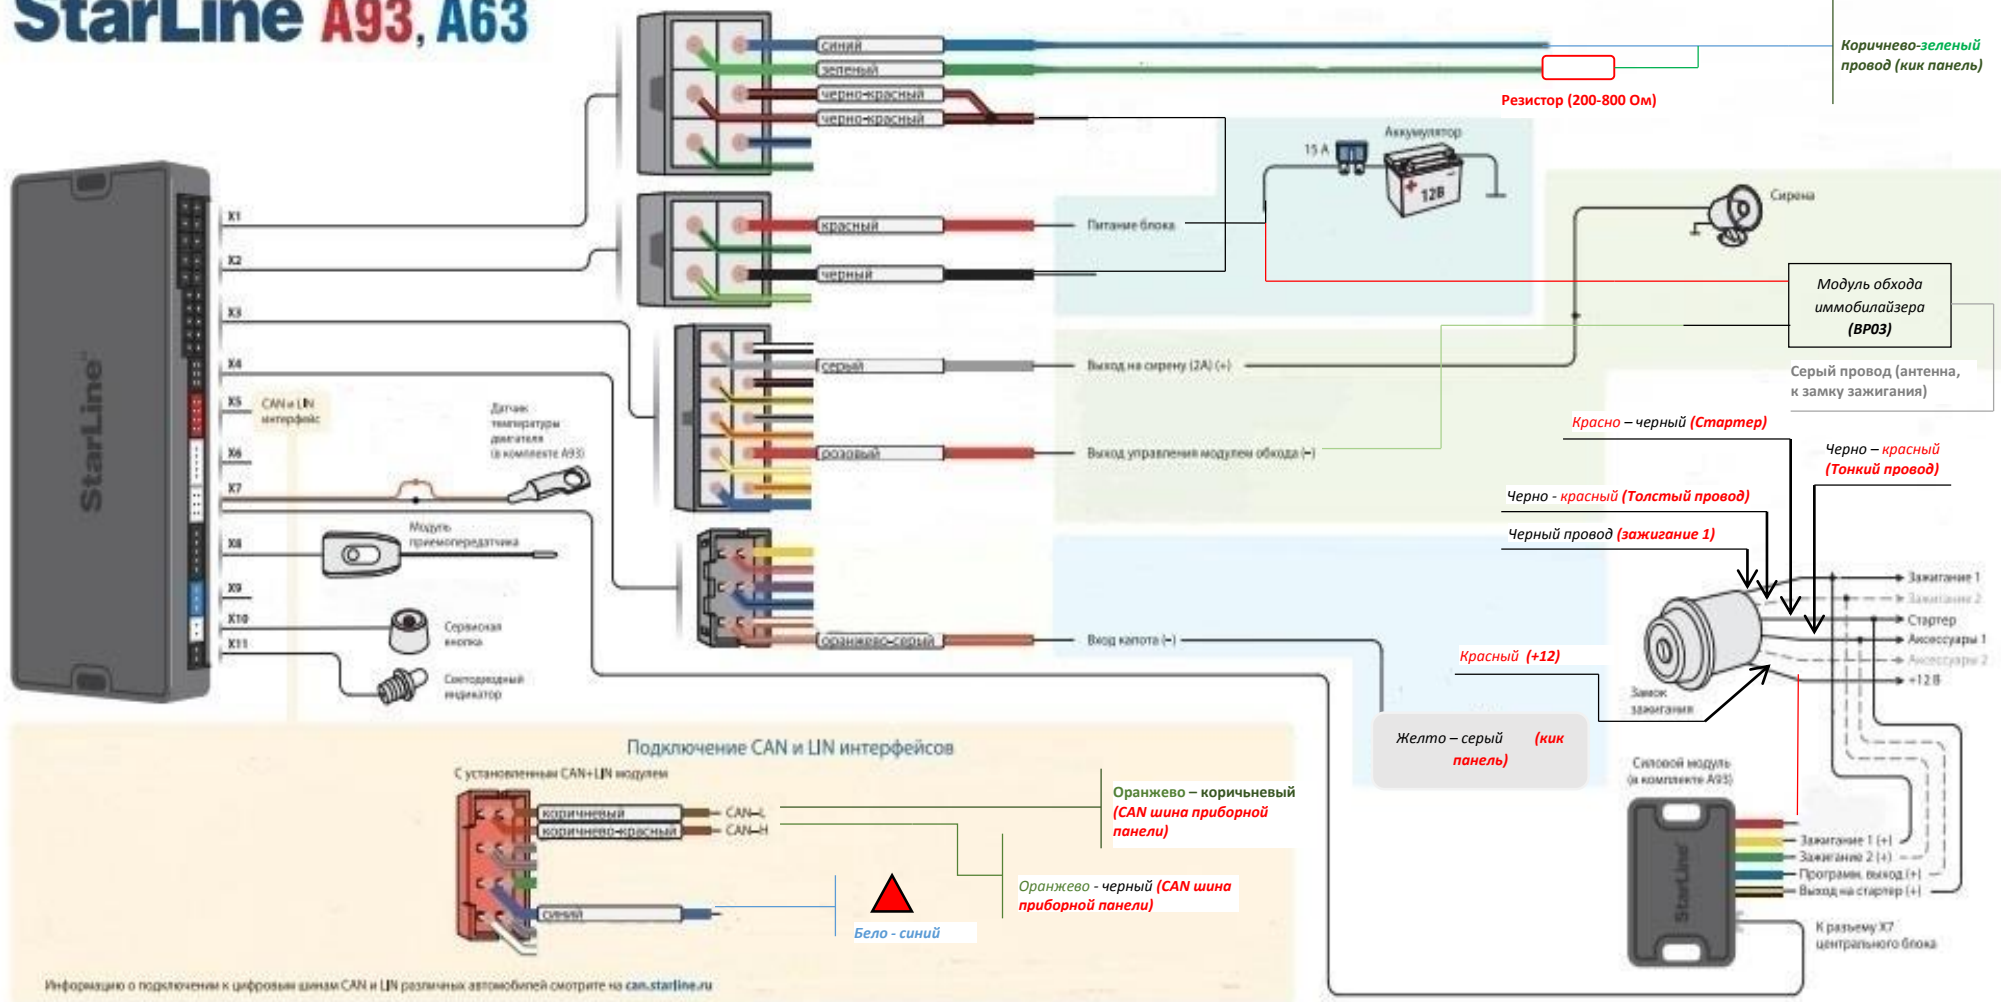 StarLine A93, A63
синий
зеленый
черно-красный
черно-красный
Коричнево-зеленый
провод (кик панель)
Резистор (200-800 Ом)
Аккумулятор
15 А
12В
X1
X2
X3
X4
X5
X6
X7
X8
X9
X10
X11
StarLine
CAN и LIN
интерфейс
красный
Питание блока
черный
Сирена
Модуль обхода
иммобилайзера
(BP03)
серый
Выход на сирену (2А) (+)
Серый провод (антенна,
к замку зажигания)
розовый
Выход управления модулем обхода (–)
Датчик
температуры
двигателя
(в комплекте А93)
Модуль
приемопередатчика
Сервисная
кнопка
Светодиодный
индикатор
Красно – черный (Стартер)
Черно – красный
(Тонкий провод)
Черно - красный (Толстый провод)
Черный провод (зажигание 1)
Зажигание 1
Зажигание 2
Стартер
Аксессуары 1
Аксессуары 2
+12 В
оранжево-серый
Вход капота (–)
Красный (+12)
Замок
зажигания
Желто – серый (кик
панель)
Силовой модуль
(в комплекте А93)
StarLine
Зажигание 1 (+)
Зажигание 2 (+)
Програмн. выход (+)
Выход на стартер (+)
К разъему X7
центрального блока
Подключение CAN и LIN интерфейсов
С установленным CAN+LIN модулем
коричневый
CAN–L
коричнево-красный
CAN–H
синий
Оранжево – коричьневый
(CAN шина приборной
панели)
Оранжево - черный (CAN шина
приборной панели)
Бело - синий
Информацию о подключении к цифровым шинам CAN и LIN различных автомобилей смотрите на can.starline.ru